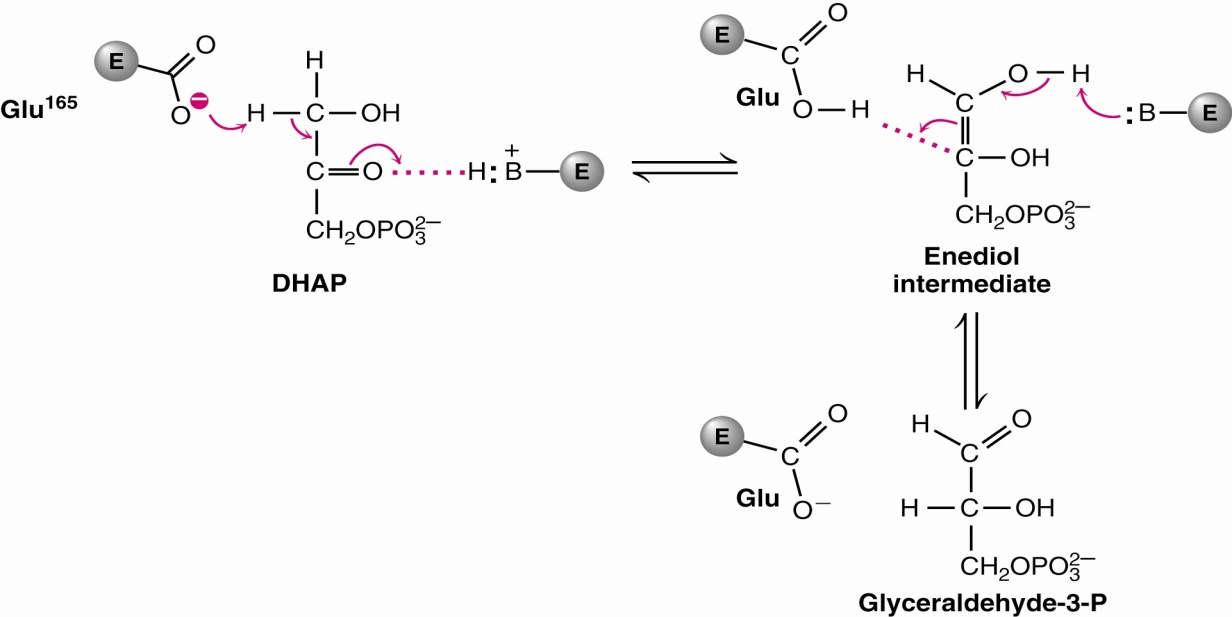 E
O
O
⊖
Glu¹⁶⁵
H
H
C—OH
C=O
H:B⁺—E
CH₂OPO₃²⁻
DHAP
E
C
O
O—H
Glu
H
O—H
:B—E
C
C—OH
CH₂OPO₃²⁻
Enediol
intermediate
E
C
O
O⁻
Glu
H
O
C
H—C—OH
CH₂OPO₃²⁻
Glyceraldehyde-3-P